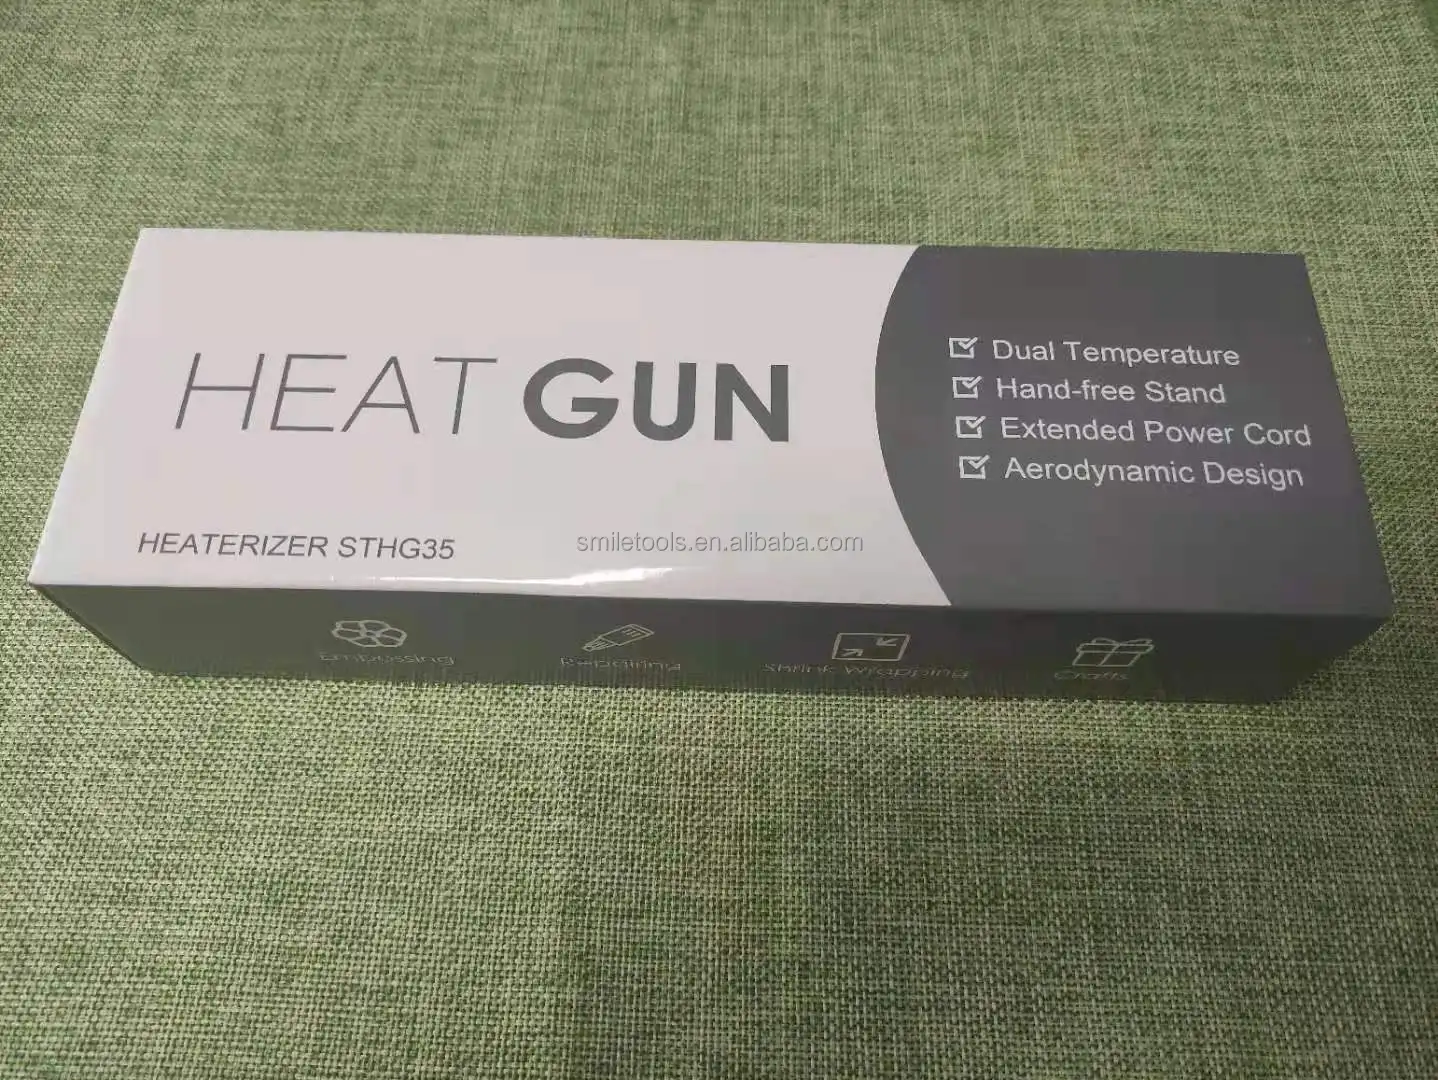 HEAT GUN
HEATERIZER STHG35
Dual Temperature
Hand-free Stand
Extended Power Cord
Aerodynamic Design
smiletools.en.alibaba.com
Embossing
Repairing
Shrink Wrapping
Crafts